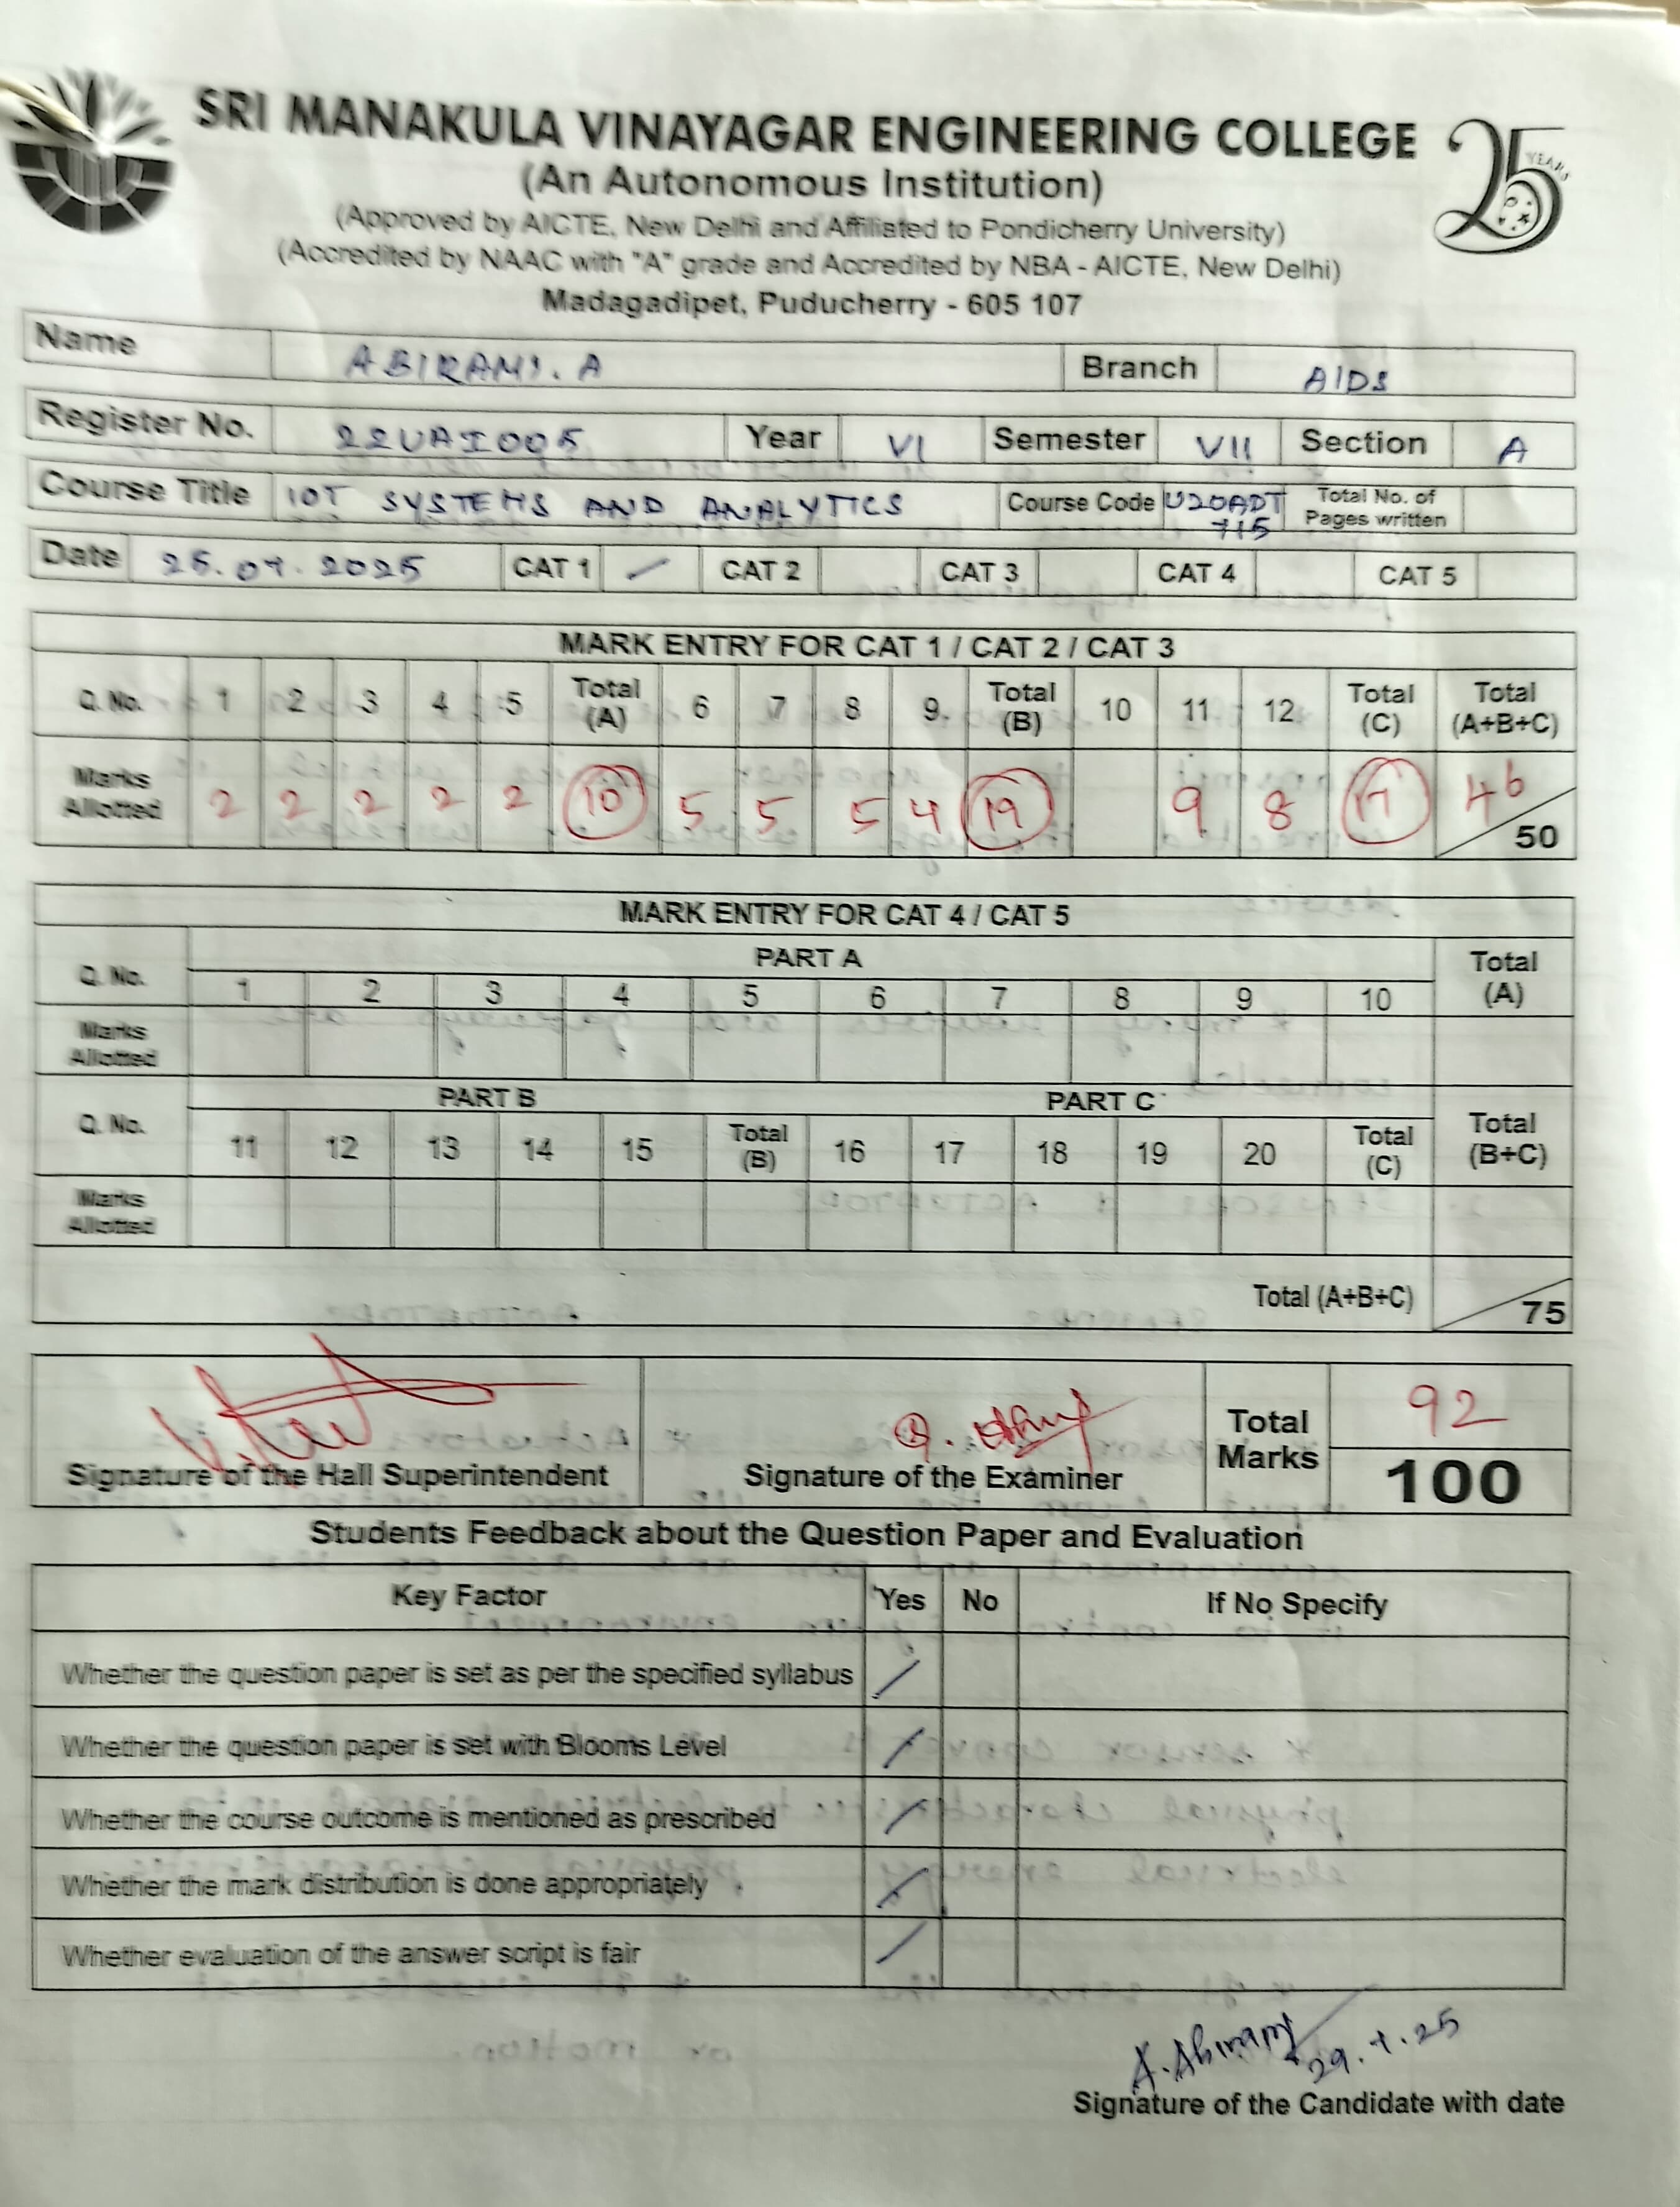 SRI MANAKULA VINAYAGAR ENGINEERING COLLEGE
25 YEARS
(An Autonomous Institution)
(Approved by AICTE, New Delhi and Affiliated to Pondicherry University)
(Accredited by NAAC with "A" grade and Accredited by NBA - AICTE, New Delhi)
Madagadipet, Puducherry - 605 107
Name ABIRAMI. A Branch AIDS
Register No. 22UAI005 Year VI Semester VII Section A
Course Title IOT SYSTEMS AND ANALYTICS Course Code U20ADT 715 Total No. of Pages written
Date 25.07.2025 CAT 1 / CAT 2 CAT 3 CAT 4 CAT 5
MARK ENTRY FOR CAT 1 / CAT 2 / CAT 3
Q. No. 1 2 3 4 5 Total (A) 6 7 8 9 Total (B) 10 11 12 Total (C) Total (A+B+C)
Marks Allotted 2 2 2 2 2 10 5 5 5 4 19 9 8 17 46/50
MARK ENTRY FOR CAT 4 / CAT 5
PART A
Q. No. 1 2 3 4 5 6 7 8 9 10 Total (A)
Marks Allotted
PART B PART C
Q. No. 11 12 13 14 15 Total (B) 16 17 18 19 20 Total (C) Total (B+C)
Marks Allotted
Total (A+B+C) /75
Signature of the Hall Superintendent Signature of the Examiner Total Marks 92 100
Students Feedback about the Question Paper and Evaluation
Key Factor Yes No If No Specify
Whether the question paper is set as per the specified syllabus /
Whether the question paper is set with Blooms Level /
Whether the course outcome is mentioned as prescribed /
Whether the mark distribution is done appropriately /
Whether evaluation of the answer script is fair /
A. Abirami 29.7.25
Signature of the Candidate with date